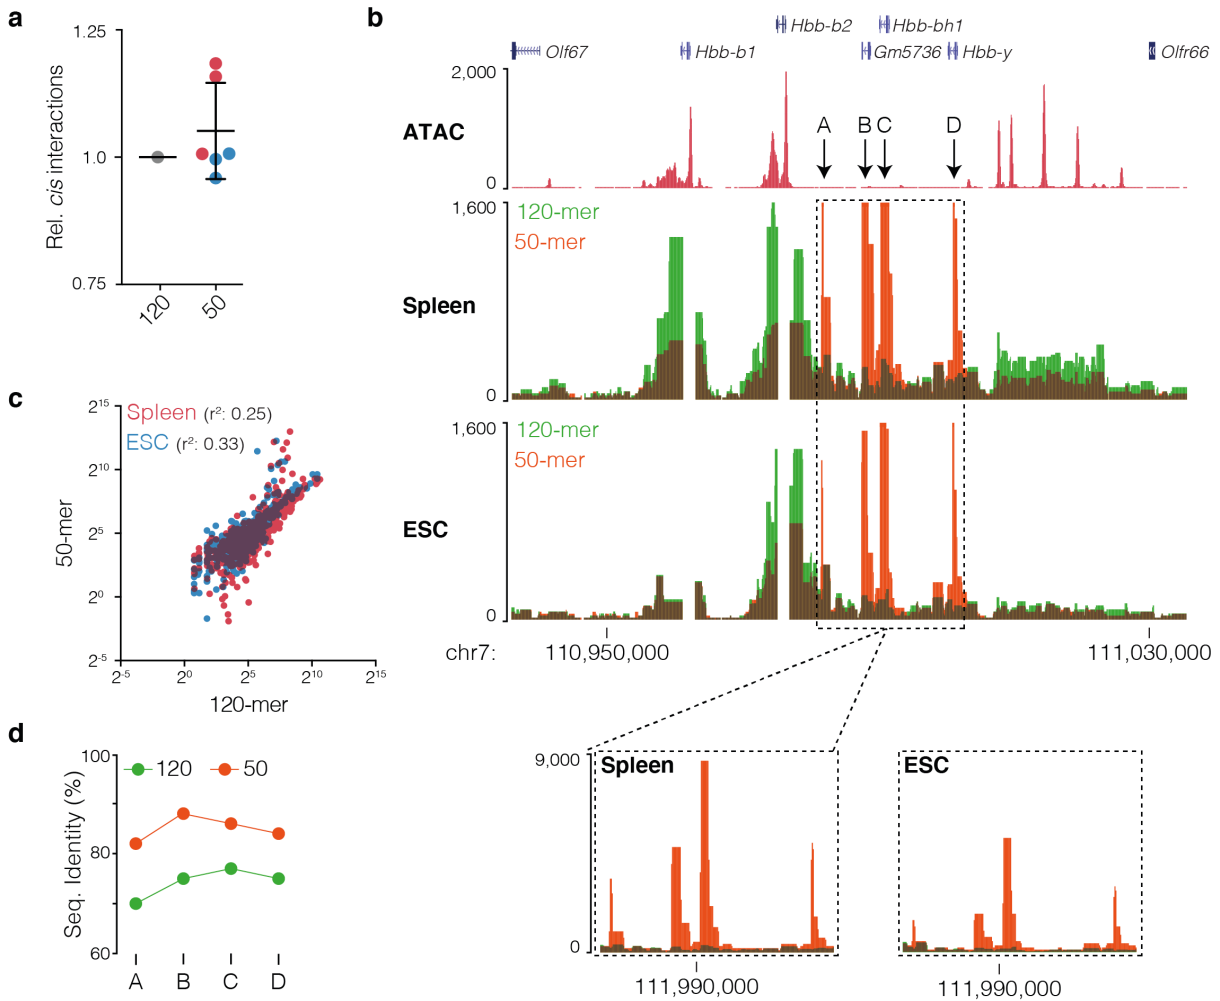 a
1.25
1.0
0.75
Rel. cis interactions
120
50
b
Hbb-b2
Hbb-bh1
Olf67
Hbb-b1
Gm5736
Hbb-y
Olfr66
2,000
ATAC
0
A
B
C
D
1,600
120-mer
50-mer
Spleen
0
1,600
120-mer
50-mer
ESC
0
chr7:
110,950,000
111,030,000
c
2^15
2^10
2^5
2^0
2^-5
50-mer
Spleen (r²: 0.25)
ESC (r²: 0.33)
2^-5
2^0
2^5
2^10
2^15
120-mer
d
100
80
60
Seq. Identity (%)
120
50
A
B
C
D
9,000
0
Spleen
111,990,000
ESC
111,990,000